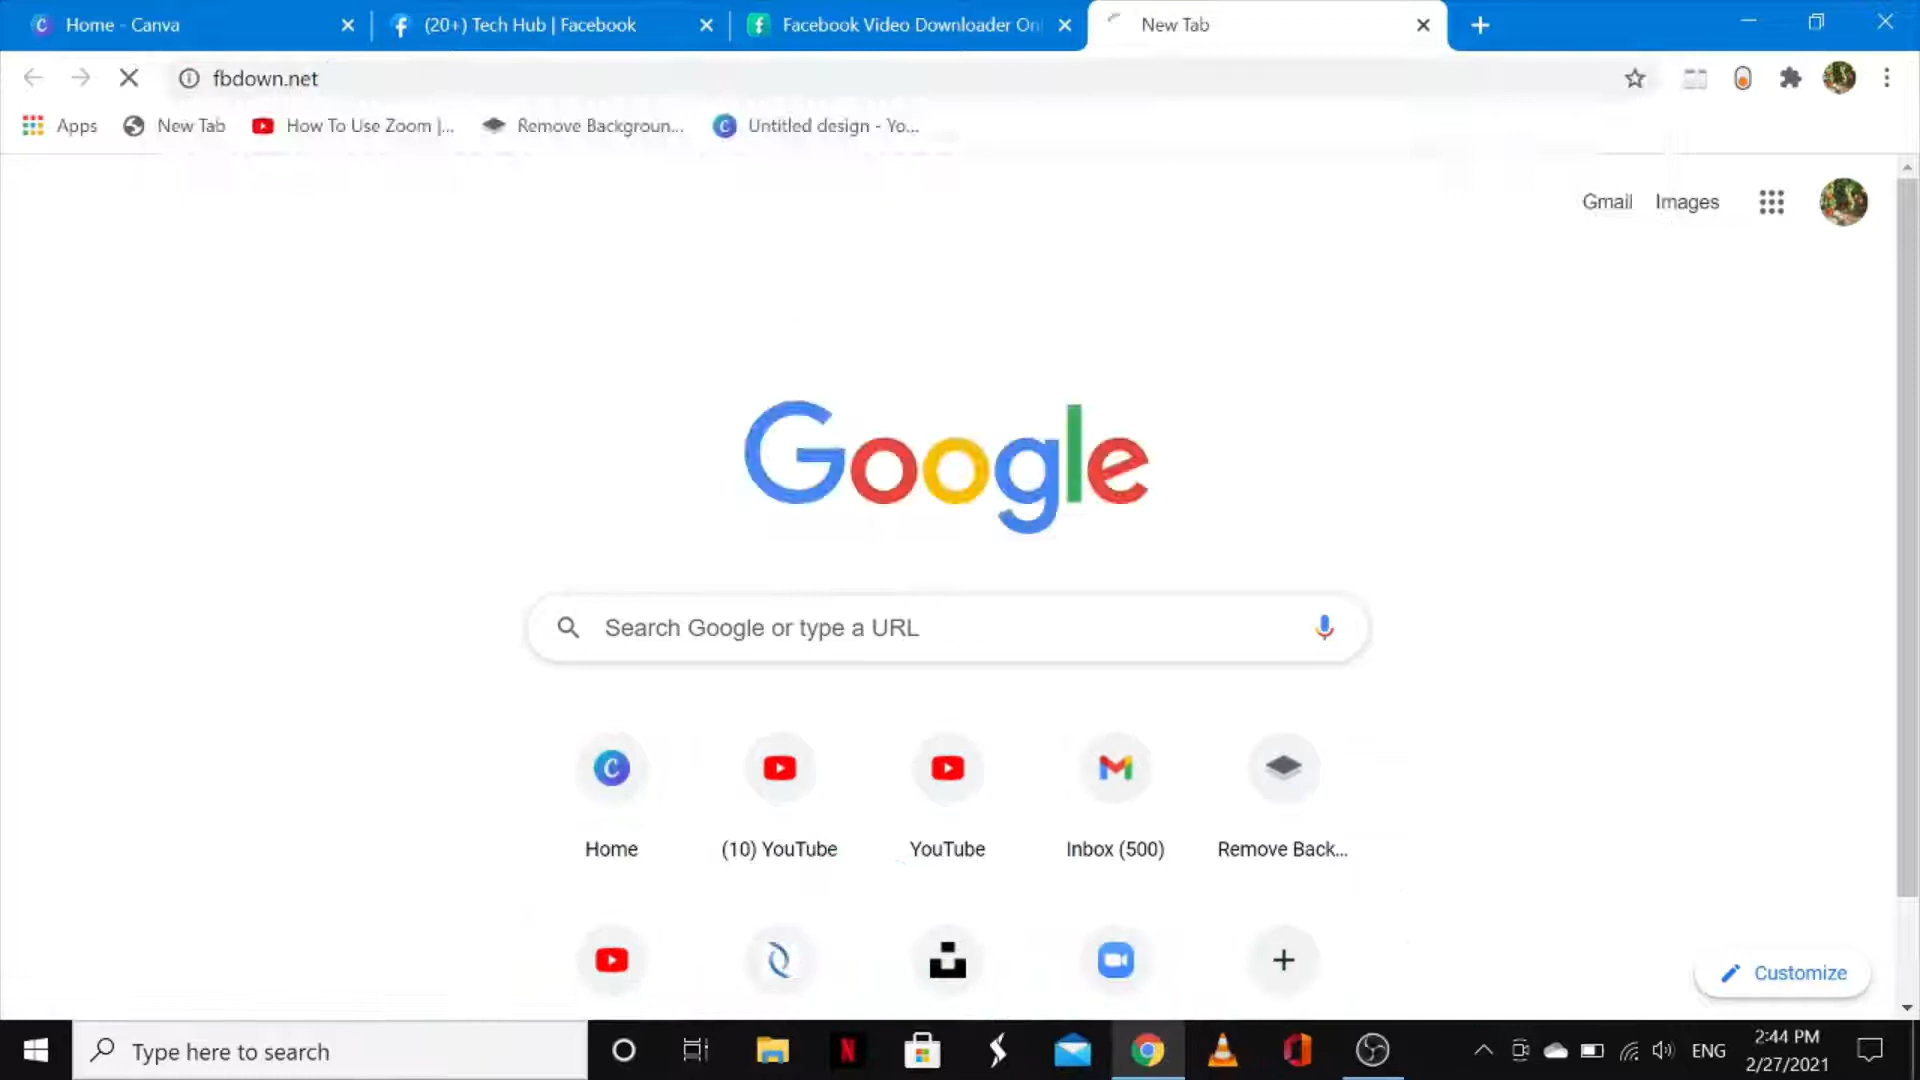 Home - Canva
(20+) Tech Hub | Facebook
Facebook Video Downloader On
New Tab
fbdown.net
Apps
New Tab
How To Use Zoom |...
Remove Backgroun...
Untitled design - Yo...
Gmail
Images
Google
Search Google or type a URL
Home
(10) YouTube
YouTube
Inbox (500)
Remove Back...
Customize
Type here to search
ENG
2:44 PM
2/27/2021